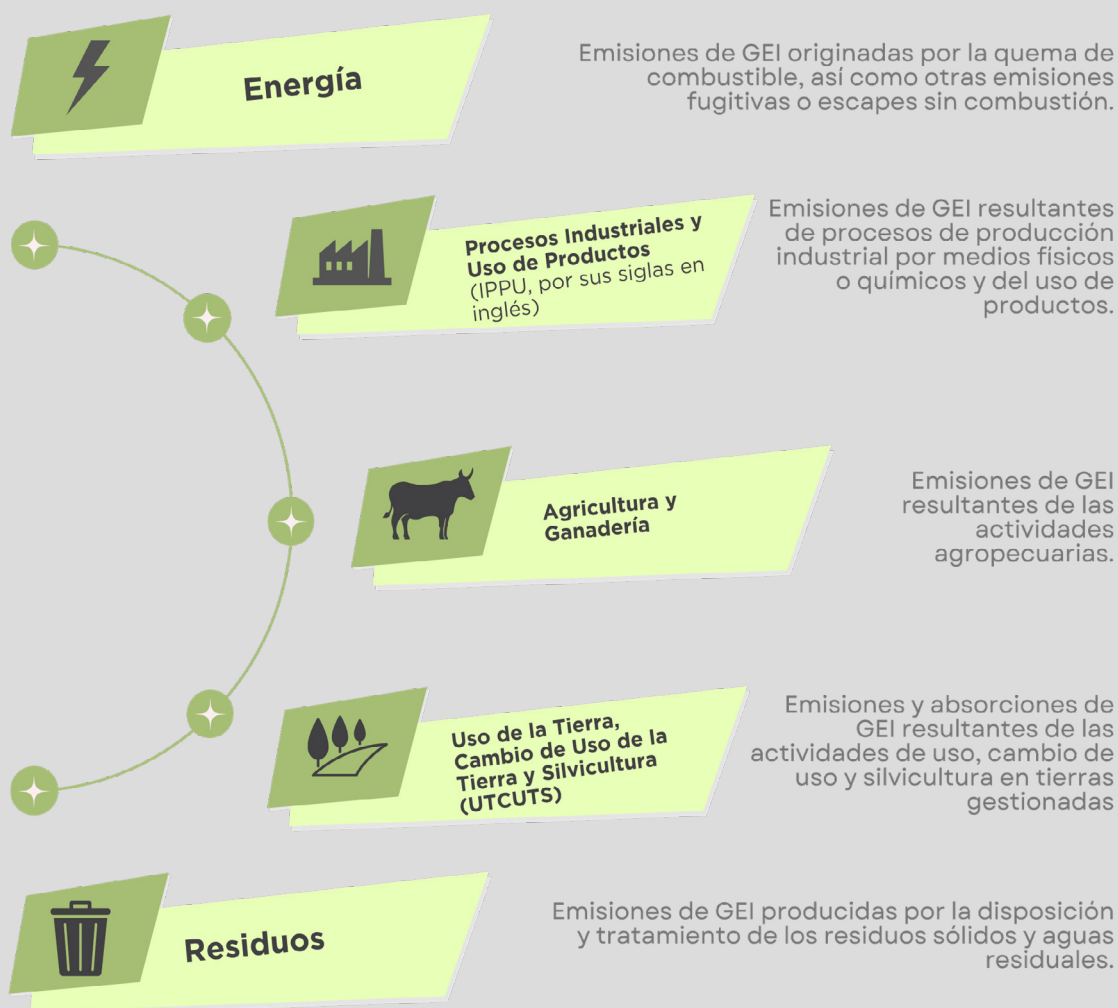 Energía
Emisiones de GEI originadas por la quema de
combustible, así como otras emisiones
fugitivas o escapes sin combustión.
Procesos Industriales y
Uso de Productos
(IPPU, por sus siglas en
inglés)
Emisiones de GEI resultantes
de procesos de producción
industrial por medios físicos
o químicos y del uso de
productos.
Agricultura y
Ganadería
Emisiones de GEI
resultantes de las
actividades
agropecuarias.
Uso de la Tierra,
Cambio de Uso de la
Tierra y Silvicultura
(UTCUTS)
Emisiones y absorciones de
GEI resultantes de las
actividades de uso, cambio de
uso y silvicultura en tierras
gestionadas
Residuos
Emisiones de GEI producidas por la disposición
y tratamiento de los residuos sólidos y aguas
residuales.